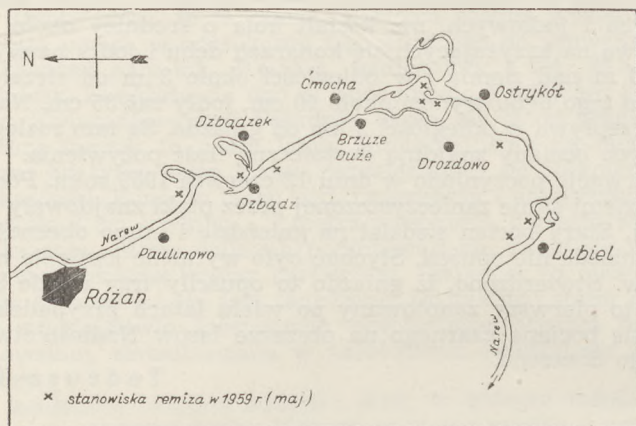 N
Ćmocha
Ostrykół
Dzbądzek
Brzuze
Duże
Drozdowo
Dzbądz
Narew
Paulinowo
Lubiel
Różan
Narew
x stanowiska remiza w 1959 r (maj)